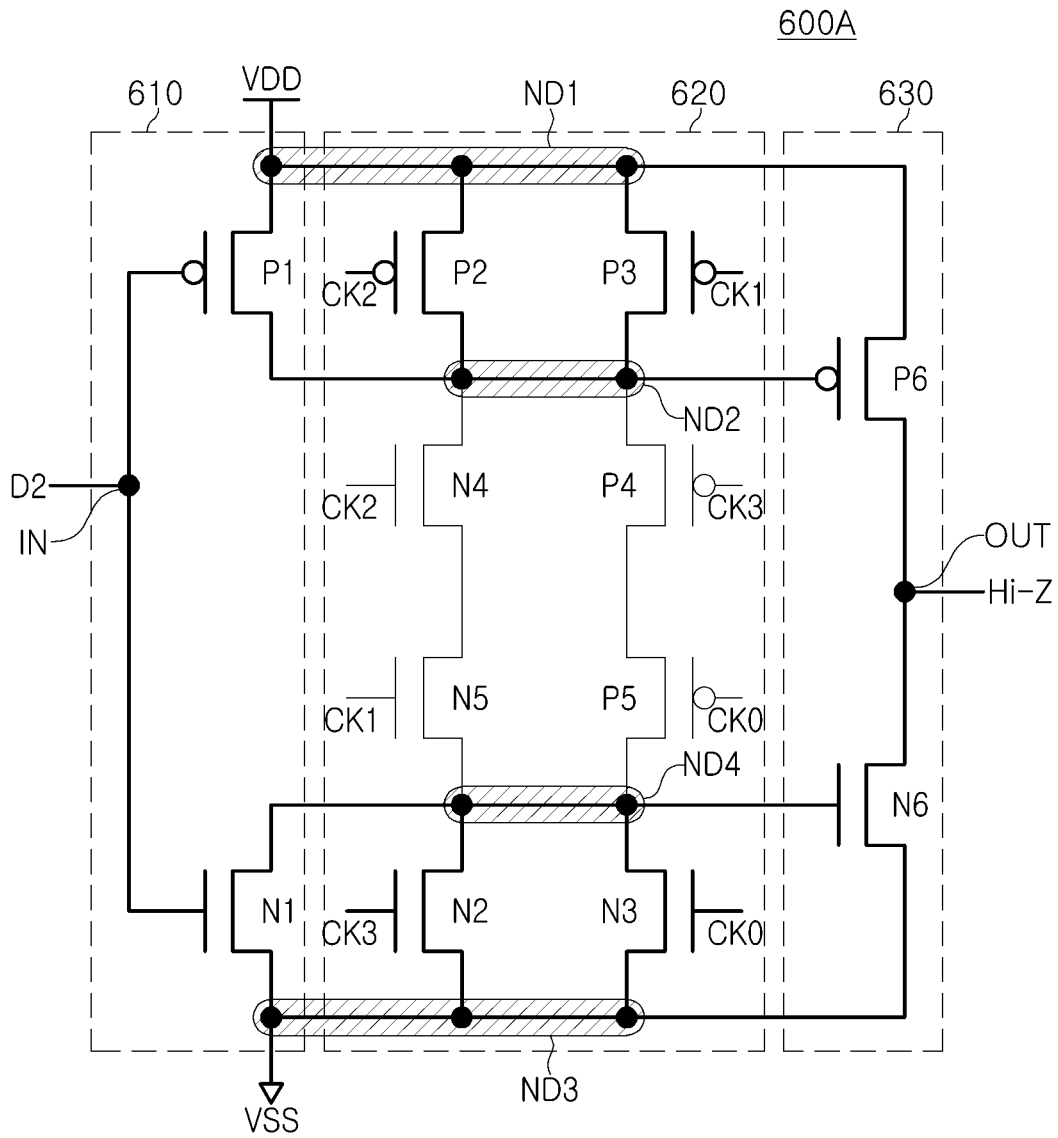 600A
VDD
610
ND1
620
630
P1
CK2
P2
P3
CK1
P6
ND2
D2
IN
CK2
N4
P4
CK3
OUT
Hi-Z
CK1
N5
P5
CK0
ND4
N6
N1
CK3
N2
N3
CK0
ND3
VSS